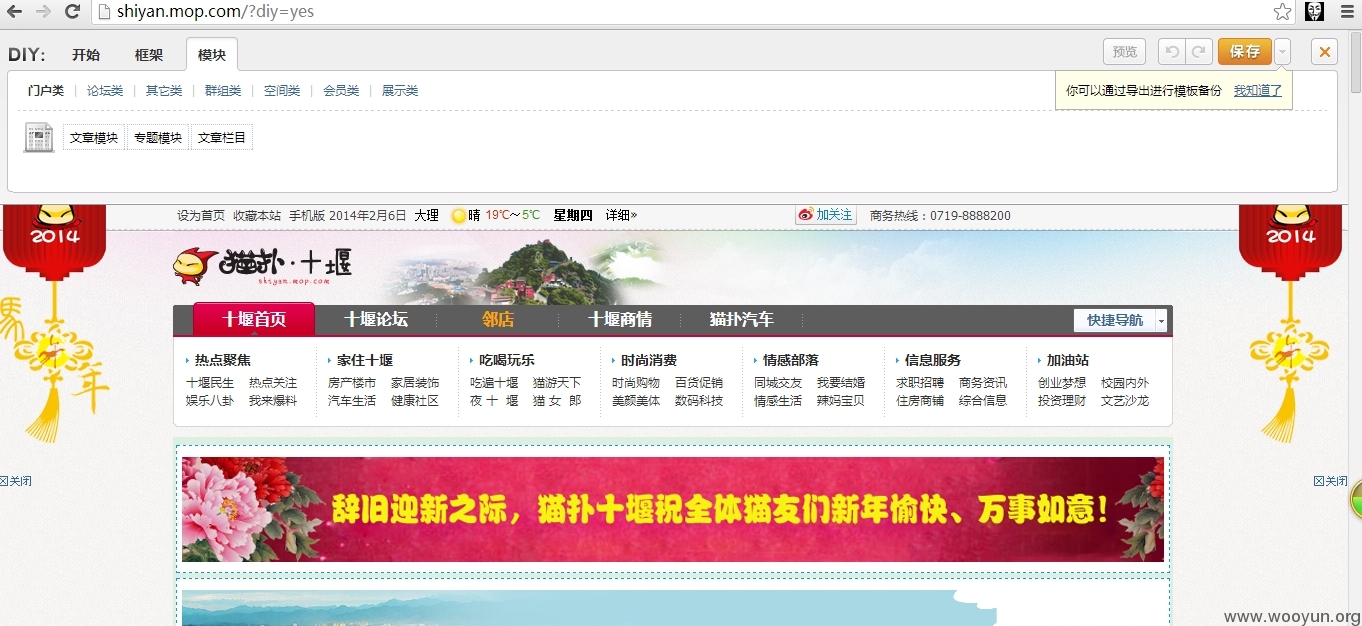 shiyan.mop.com/?diy=yes
DIY: 开始 框架 模块 预览 保存
门户类 论坛类 其它类 群组类 空间类 会员类 展示类
你可以通过导出进行模板备份 我知道了
文章模块 专题模块 文章栏目
设为首页 收藏本站 手机版 2014年2月6日 大理 晴 19℃~5℃ 星期四 详细» 加关注 商务热线：0719-8888200
2014 2014
猫扑·十堰
shiyan.mop.com
十堰首页 十堰论坛 邻店 十堰商情 猫扑汽车 快捷导航
热点聚焦 家住十堰 吃喝玩乐 时尚消费 情感部落 信息服务 加油站
十堰民生 热点关注 房产楼市 家居装饰 吃遍十堰 猫游天下 时尚购物 百货促销 同城交友 我要结婚 求职招聘 商务资讯 创业梦想 校园内外
娱乐八卦 我来爆料 汽车生活 健康社区 夜 十 堰 猫 女 郎 美颜美体 数码科技 情感生活 辣妈宝贝 住房商铺 综合信息 投资理财 文艺沙龙
馬年
关闭 关闭
辞旧迎新之际，猫扑十堰祝全体猫友们新年愉快、万事如意！
www.wooyun.org